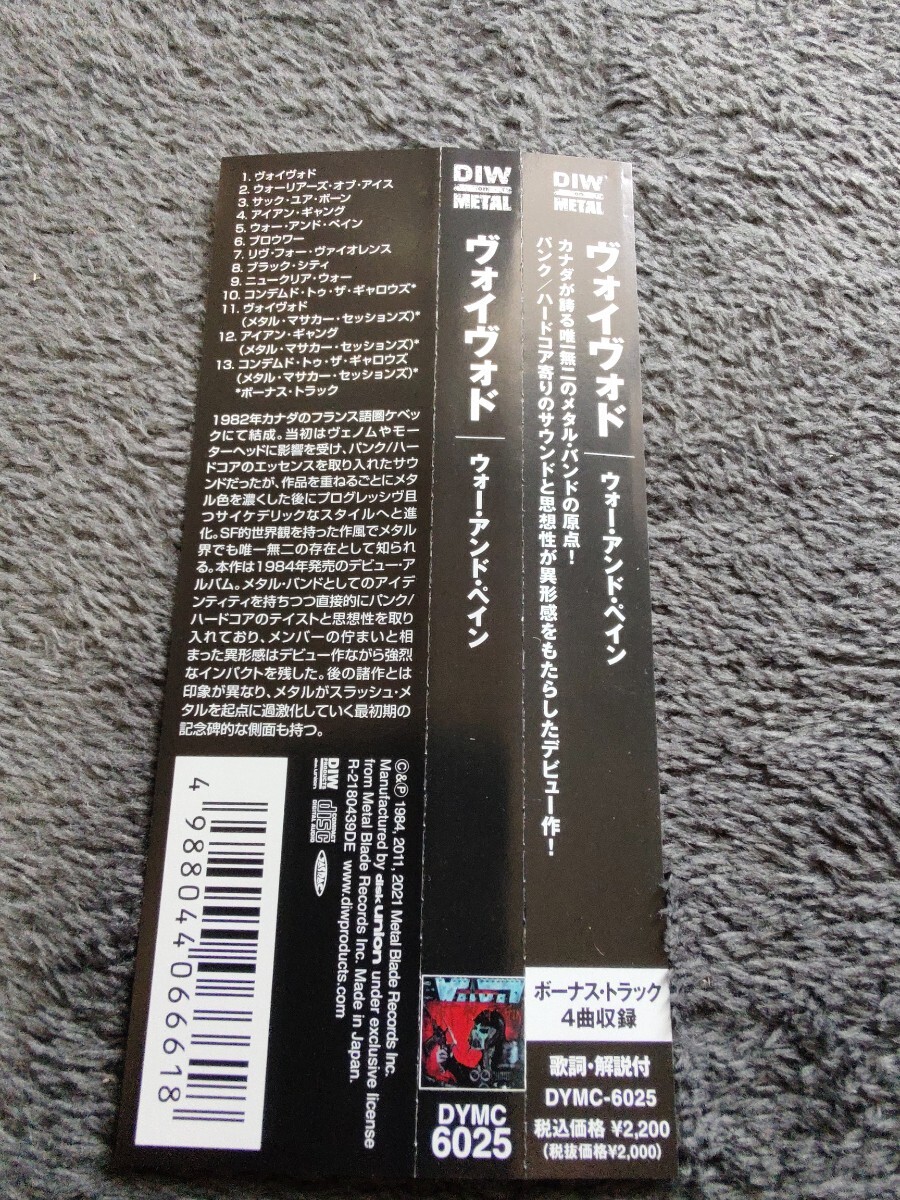 1. ヴォイヴォド
2. ウォーリアーズ・オブ・アイス
3. サック・ユア・ボーン
4. アイアン・ギャング
5. ウォー・アンド・ペイン
6. ブロウワー
7. リヴ・フォー・ヴァイオレンス
8. ブラック・シティ
9. ニュークリア・ウォー
10. コンデムド・トゥ・ザ・ギャロウズ*
11. ヴォイヴォド
(メタル・マサカー・セッションズ)*
12. アイアン・ギャング
(メタル・マサカー・セッションズ)*
13. コンデムド・トゥ・ザ・ギャロウズ
(メタル・マサカー・セッションズ)*
*ボーナス・トラック
1982年カナダのフランス語圏ケベッ
クにて結成。当初はヴェノムやモー
ターヘッドに影響を受け、パンク/ハー
ドコアのエッセンスを取り入れたサウ
ンドだったが、作品を重ねるごとにメタ
ル色を濃くした後にプログレッシヴ且
つサイケデリックなスタイルへと進
化。SF的世界観を持った作風でメタル
界でも唯一無二の存在として知られ
る。本作は1984年発売のデビュー・ア
ルバム。メタル・バンドとしてのアイデ
ンティティを持ちつつ直接的にパンク/
ハードコアのテイストと思想性を取り
入れており、メンバーの佇まいと相
まった異形感はデビュー作ながら強烈
なインパクトを残した。後の諸作とは
印象が異なり、メタルがスラッシュ・メ
タルを起点に過激化していく最初期の
記念碑的な側面も持つ。
4988044066618
DIW
PRODUCTS
disk union
COMPACT
disc
DIGITAL AUDIO
©&℗ 1984, 2011, 2021 Metal Blade Records Inc.
Manufactured by diskunion under exclusive license
from Metal Blade Records Inc. Made in Japan.
R-2180439DE www.diwproducts.com
DIW
METAL
ヴォイヴォド
ウォー・アンド・ペイン
DYMC
6025
DIW
METAL
ヴォイヴォド
ウォー・アンド・ペイン
カナダが誇る唯一無二のメタル・バンドの原点!
パンク/ハードコア寄りのサウンドと思想性が異形感をもたらしたデビュー作!
ボーナス・トラック
4曲収録
歌詞・解説付
DYMC-6025
税込価格 ¥2,200
(税抜価格¥2,000)